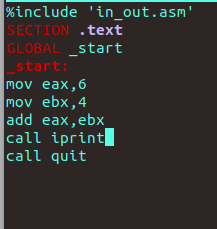 %include 'in_out.asm'
SECTION .text
GLOBAL _start
_start:
mov eax,6
mov ebx,4
add eax,ebx
call iprint
call quit